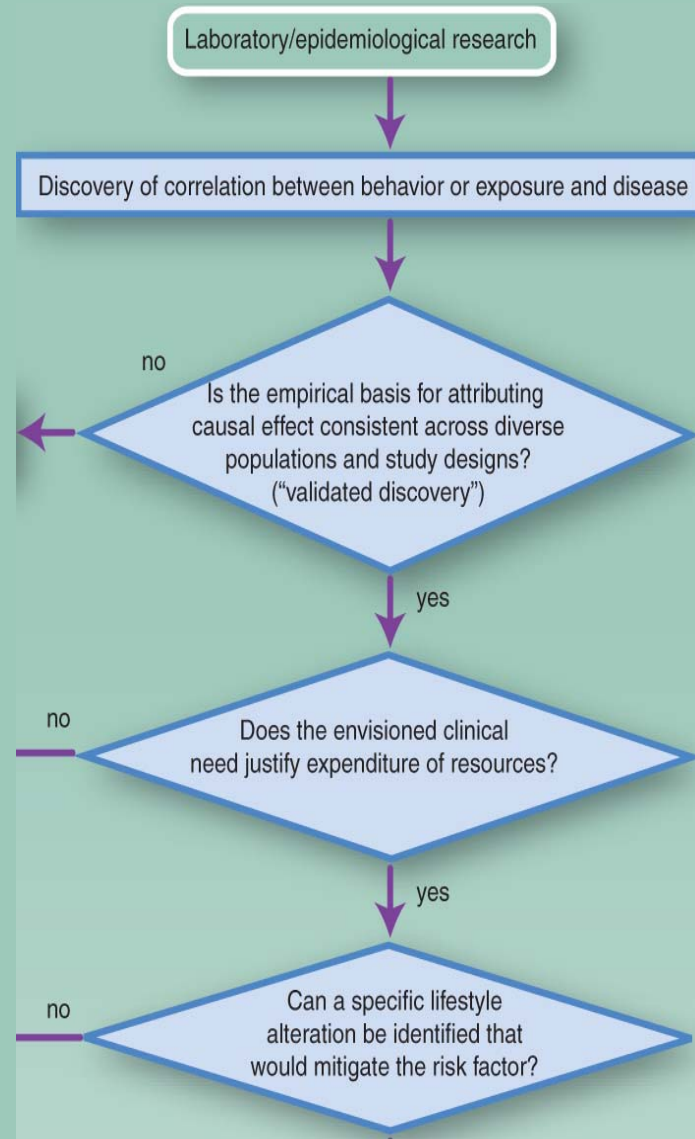 Laboratory/epidemiological research
Discovery of correlation between behavior or exposure and disease
no
Is the empirical basis for attributing
causal effect consistent across diverse
populations and study designs?
(“validated discovery”)
yes
no
Does the envisioned clinical
need justify expenditure of resources?
yes
no
Can a specific lifestyle
alteration be identified that
would mitigate the risk factor?